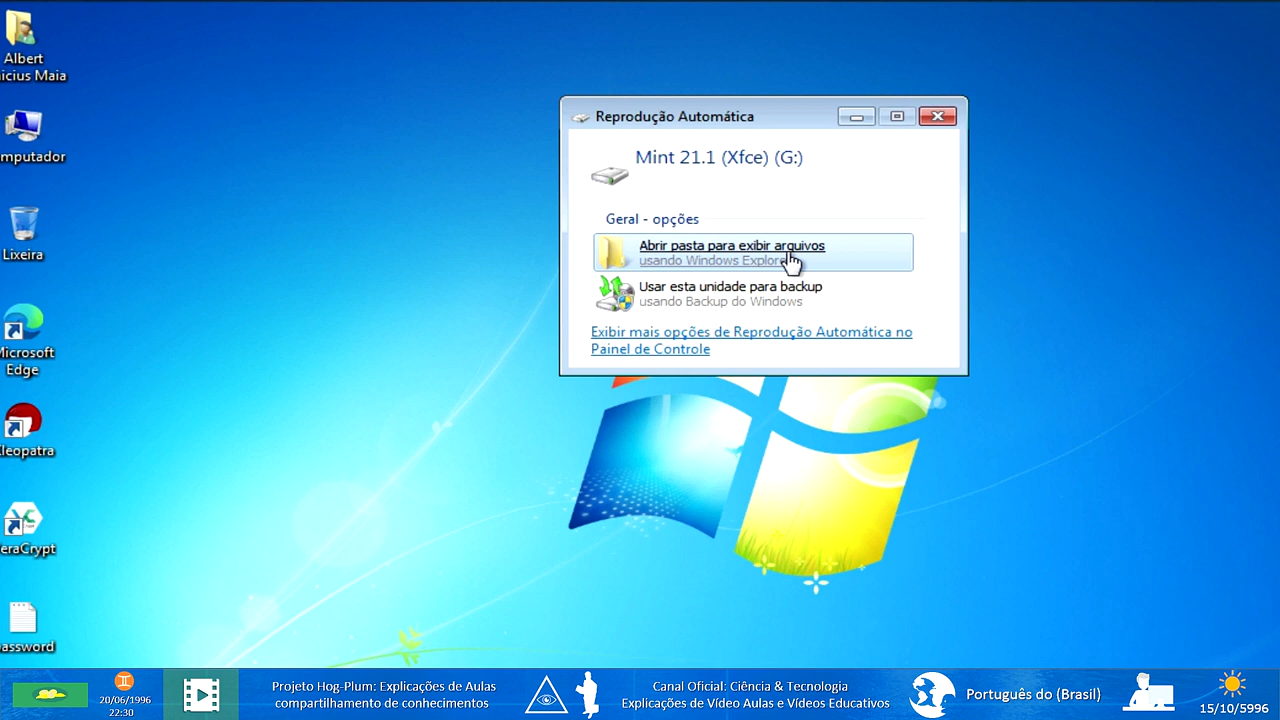 Albert
nicius Maia
mputador
Lixeira
Microsoft
Edge
Kleopatra
eraCrypt
assword
Reprodução Automática
Mint 21.1 (Xfce) (G:)
Geral - opções
Abrir pasta para exibir arquivos
usando Windows Explorer
Usar esta unidade para backup
usando Backup do Windows
Exibir mais opções de Reprodução Automática no
Painel de Controle
20/06/1996
22:30
Projeto Hog-Plum: Explicações de Aulas
compartilhamento de conhecimentos
Canal Oficial: Ciência & Tecnologia
Explicações de Vídeo Aulas e Vídeos Educativos
Português do (Brasil)
15/10/5996